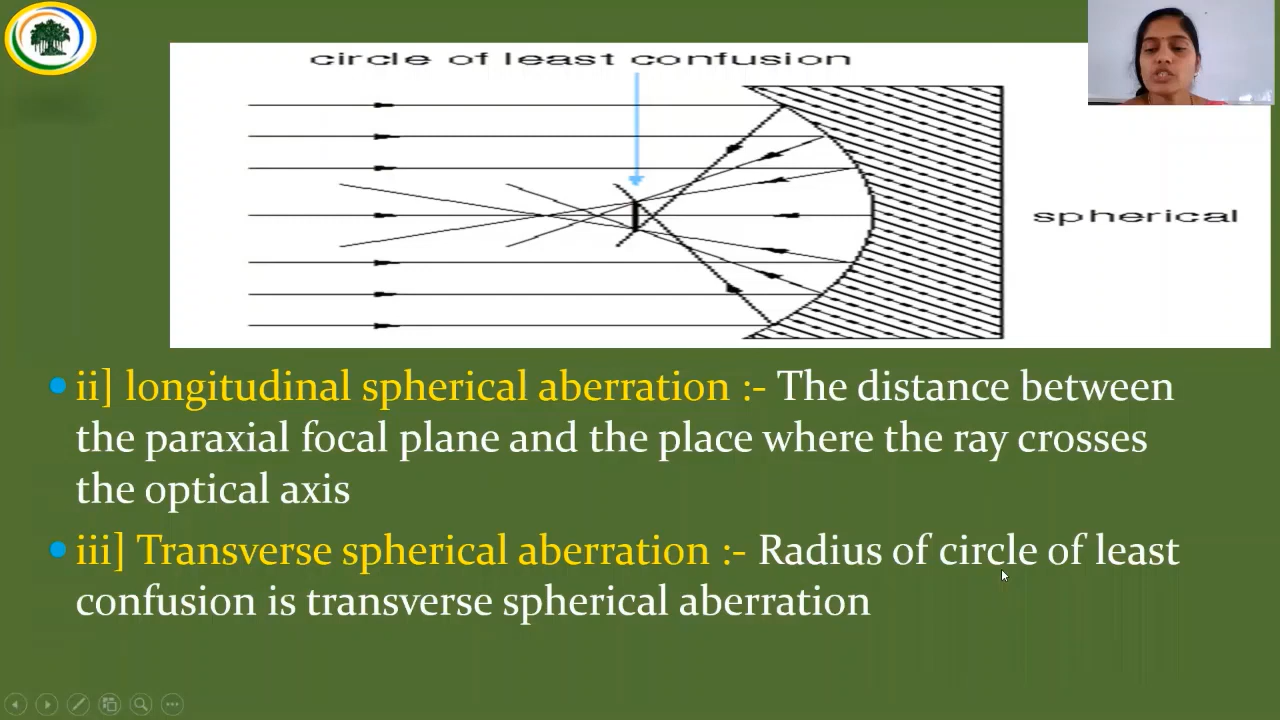 circle of least confusion
spherical
ii] longitudinal spherical aberration :- The distance between
the paraxial focal plane and the place where the ray crosses
the optical axis
iii] Transverse spherical aberration :- Radius of circle of least
confusion is transverse spherical aberration